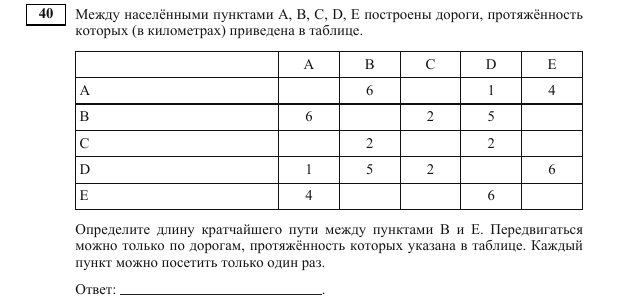 40 Между населёнными пунктами A, B, C, D, E построены дороги, протяжённость
которых (в километрах) приведена в таблице.
A B C D E
A 6 1 4
B 6 2 5
C 2 2
D 1 5 2 6
E 4 6
Определите длину кратчайшего пути между пунктами B и E. Передвигаться
можно только по дорогам, протяжённость которых указана в таблице. Каждый
пункт можно посетить только один раз.
Ответ: ____________________________.